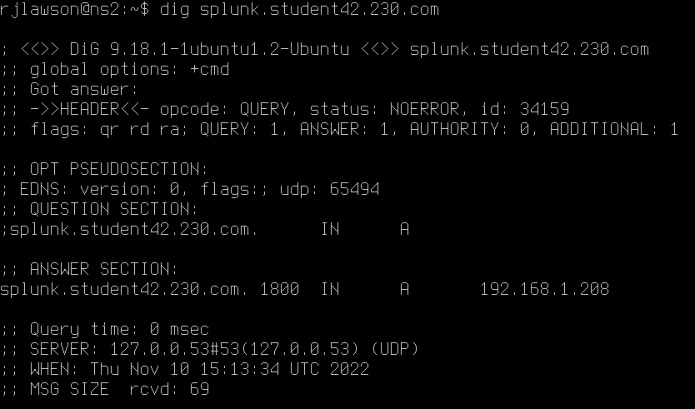 rjlawson@ns2:~$ dig splunk.student42.230.com
; <<>> DiG 9.18.1-1ubuntu1.2-Ubuntu <<>> splunk.student42.230.com
;; global options: +cmd
;; Got answer:
;; ->>HEADER<<- opcode: QUERY, status: NOERROR, id: 34159
;; flags: qr rd ra; QUERY: 1, ANSWER: 1, AUTHORITY: 0, ADDITIONAL: 1
;; OPT PSEUDOSECTION:
; EDNS: version: 0, flags:; udp: 65494
;; QUESTION SECTION:
;splunk.student42.230.com. IN A
;; ANSWER SECTION:
splunk.student42.230.com. 1800 IN A 192.168.1.208
;; Query time: 0 msec
;; SERVER: 127.0.0.53#53(127.0.0.53) (UDP)
;; WHEN: Thu Nov 10 15:13:34 UTC 2022
;; MSG SIZE rcvd: 69